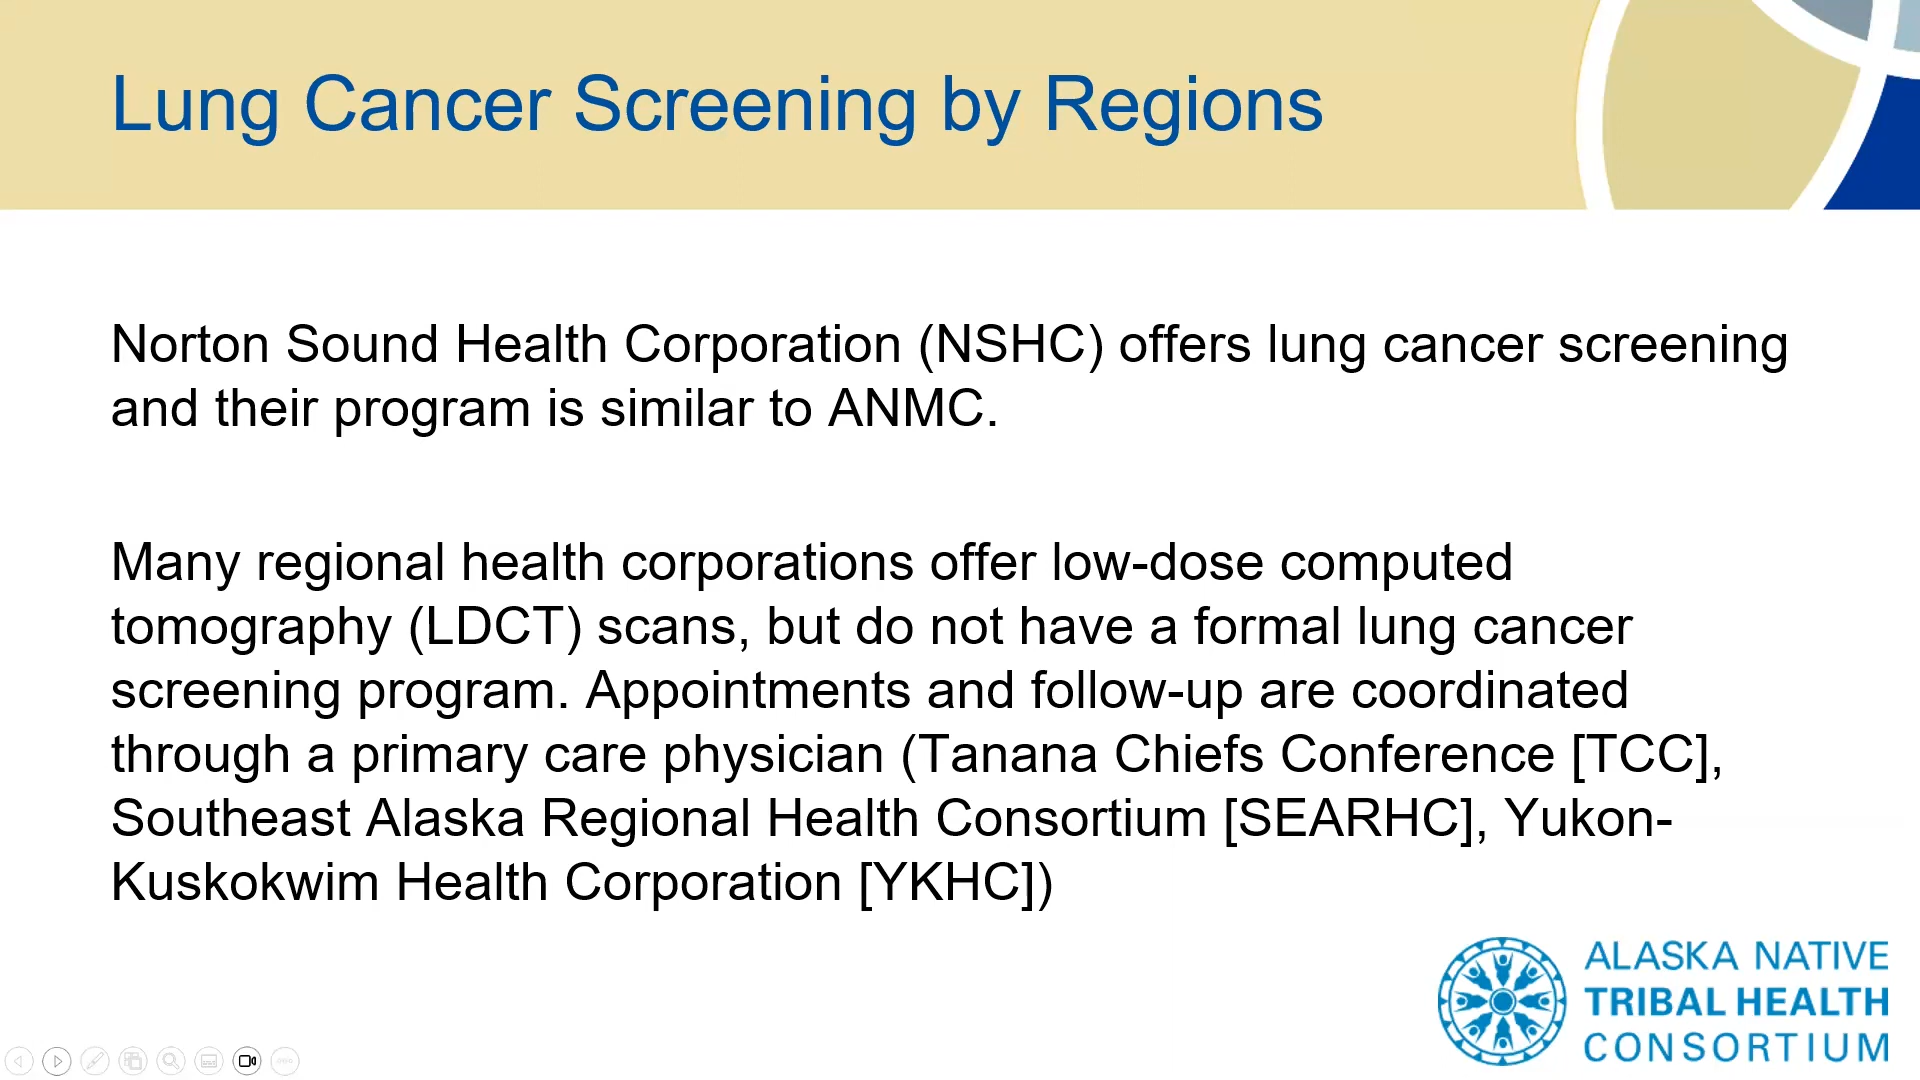 Lung Cancer Screening by Regions
Norton Sound Health Corporation (NSHC) offers lung cancer screening
and their program is similar to ANMC.
Many regional health corporations offer low-dose computed
tomography (LDCT) scans, but do not have a formal lung cancer
screening program. Appointments and follow-up are coordinated
through a primary care physician (Tanana Chiefs Conference [TCC],
Southeast Alaska Regional Health Consortium [SEARHC], Yukon-
Kuskokwim Health Corporation [YKHC])
ALASKA NATIVE
TRIBAL HEALTH
CONSORTIUM